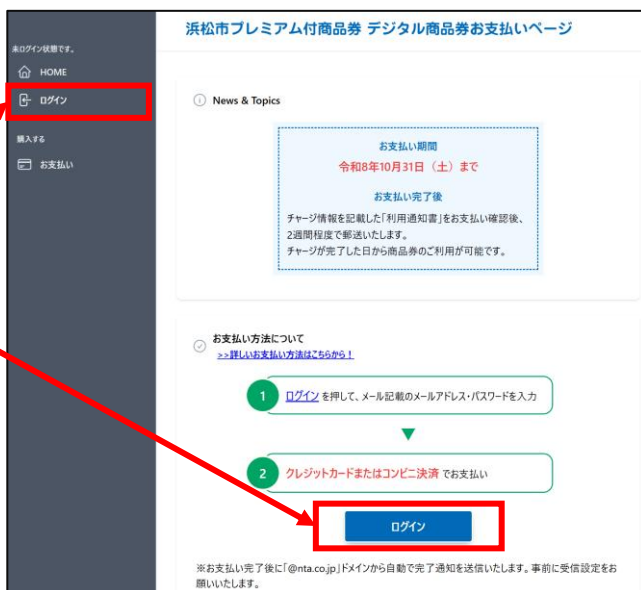 浜松市プレミアム付商品券 デジタル商品券お支払いページ
未ログイン状態です。
HOME
ログイン
購入する
お支払い
News & Topics
お支払い期間
令和8年10月31日（土）まで
お支払い完了後
チャージ情報を記載した「利用通知書」をお支払い確認後、
2週間程度で郵送いたします。
チャージが完了した日から商品券のご利用が可能です。
お支払い方法について
>>詳しいお支払い方法はこちらから！
1 ログイン を押して、メール記載のメールアドレス・パスワードを入力
2 クレジットカードまたはコンビニ決済 でお支払い
ログイン
※お支払い完了後に「@nta.co.jp」ドメインから自動で完了通知を送信いたします。事前に受信設定をお
願いいたします。